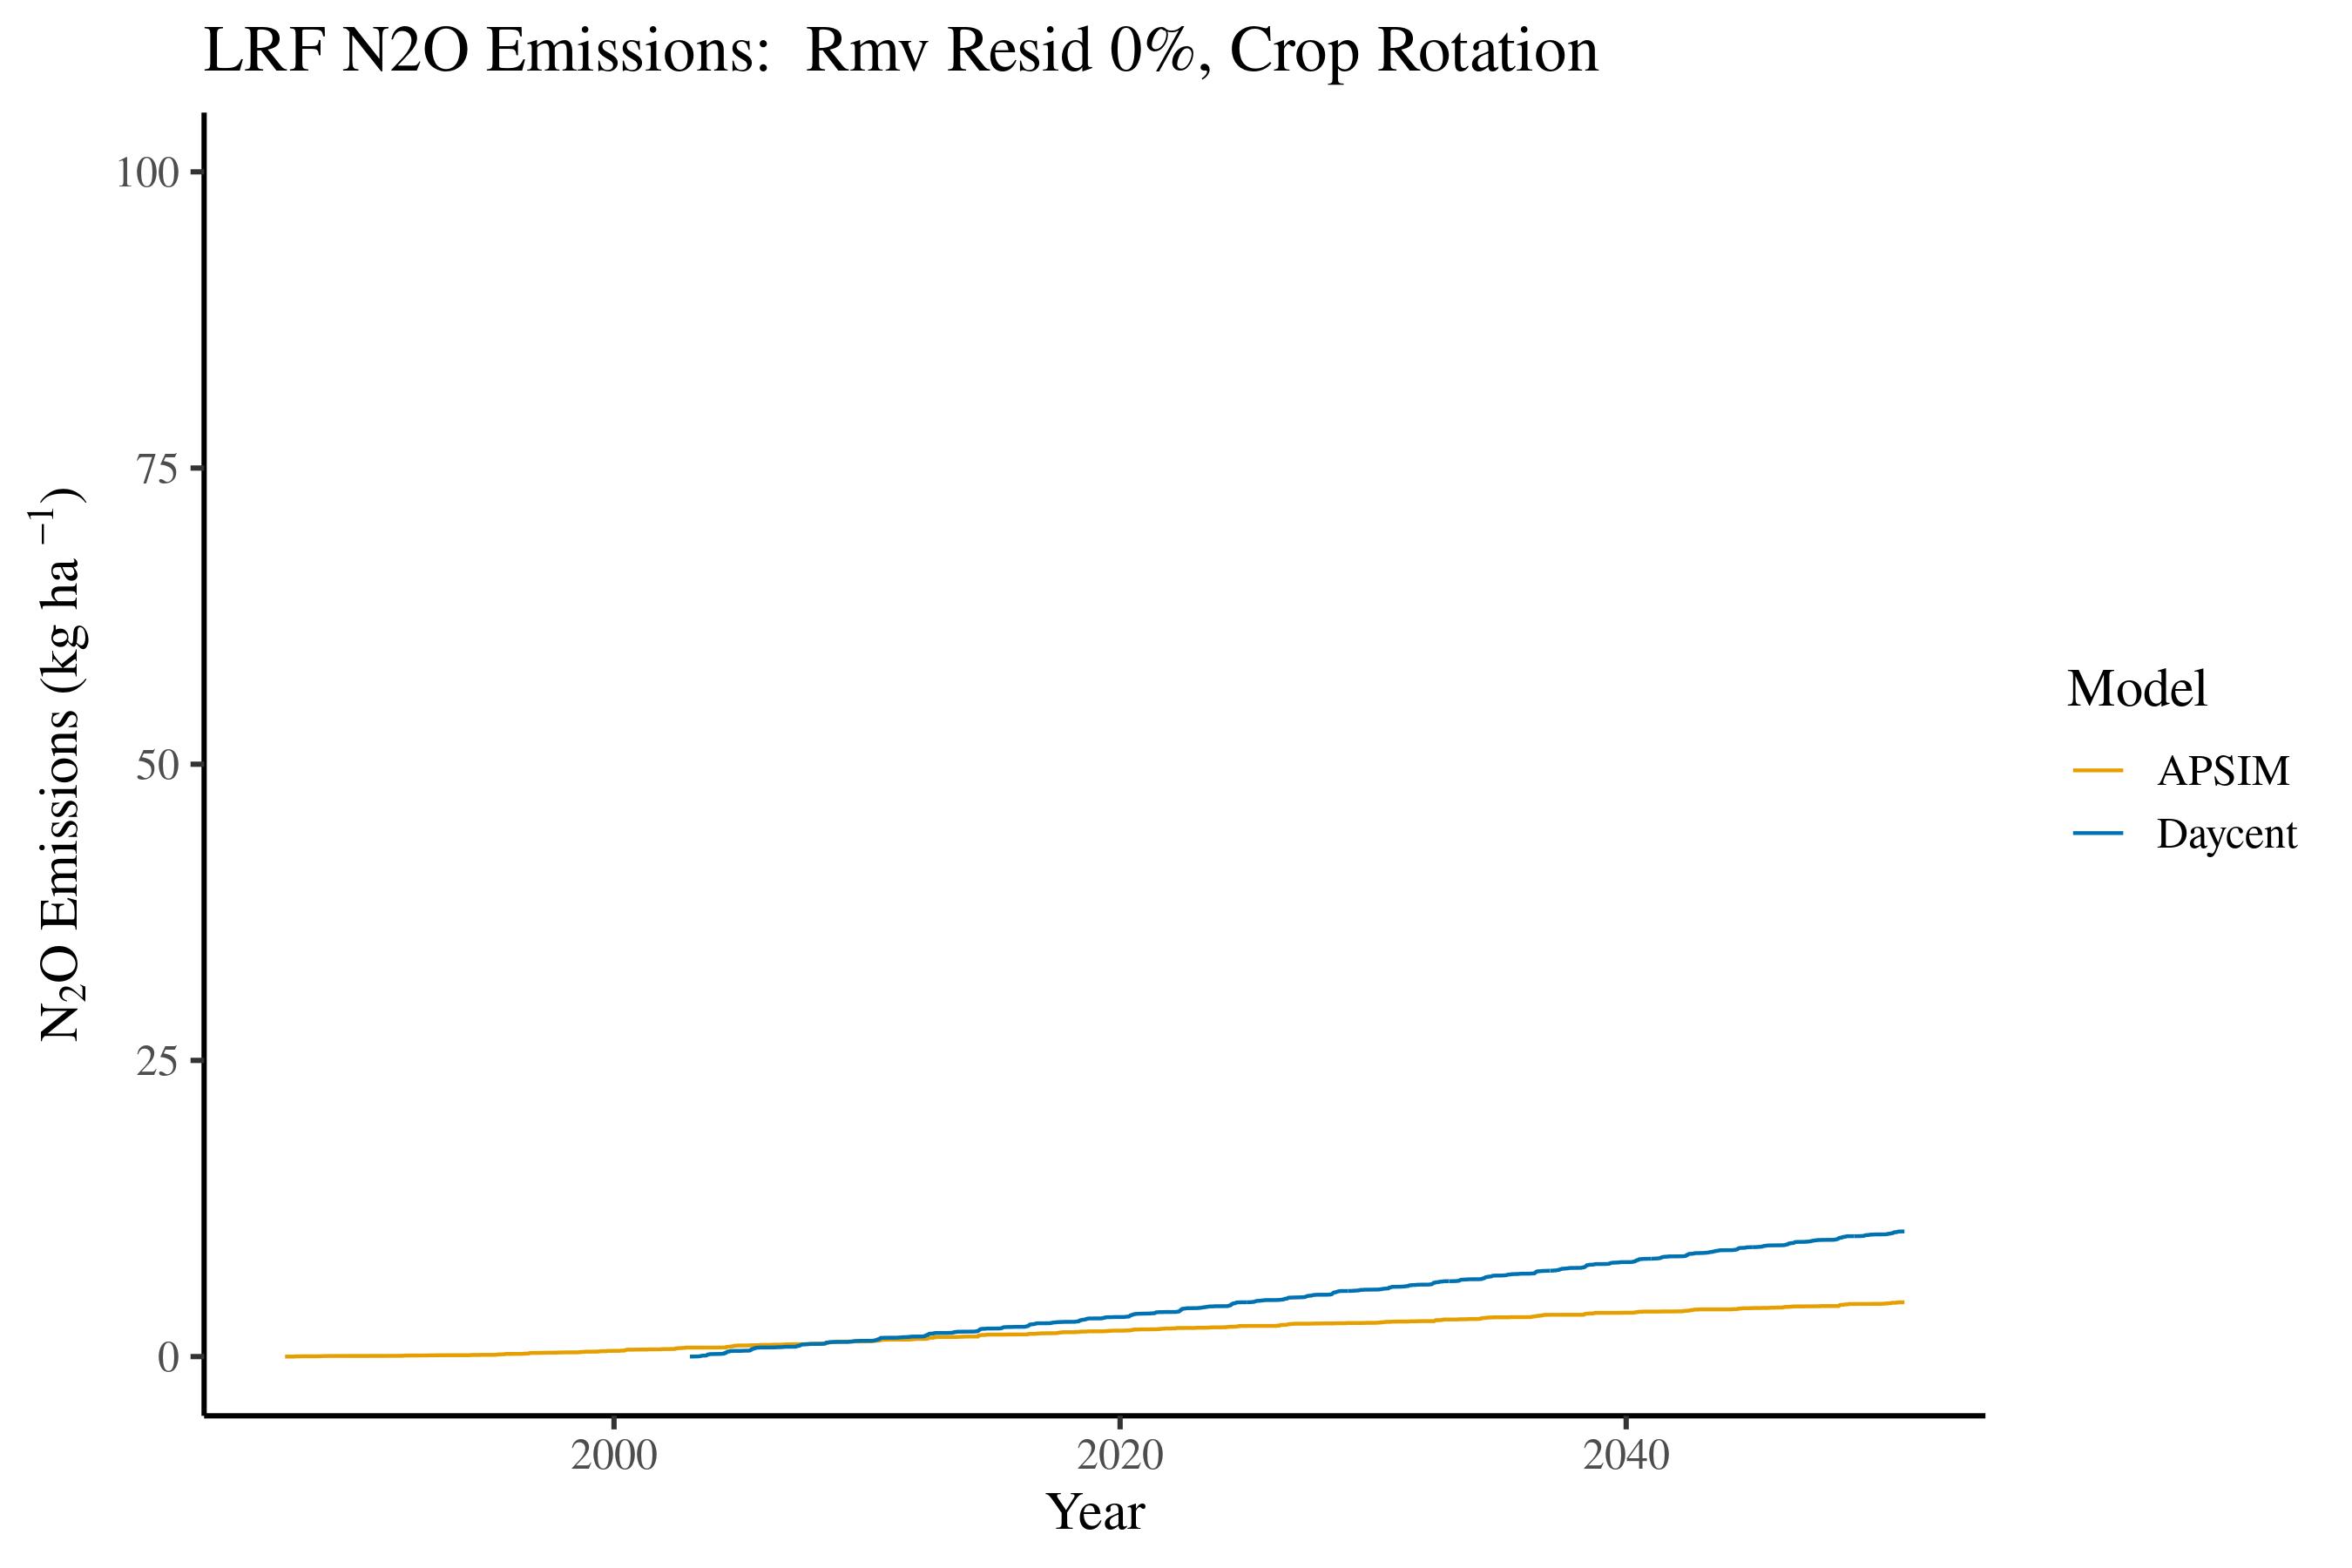 LRF N2O Emissions:  Rmv Resid 0%, Crop Rotation
N₂O Emissions (kg ha ⁻¹)
100
75
50
25
0
2000
2020
2040
Year
Model
APSIM
Daycent